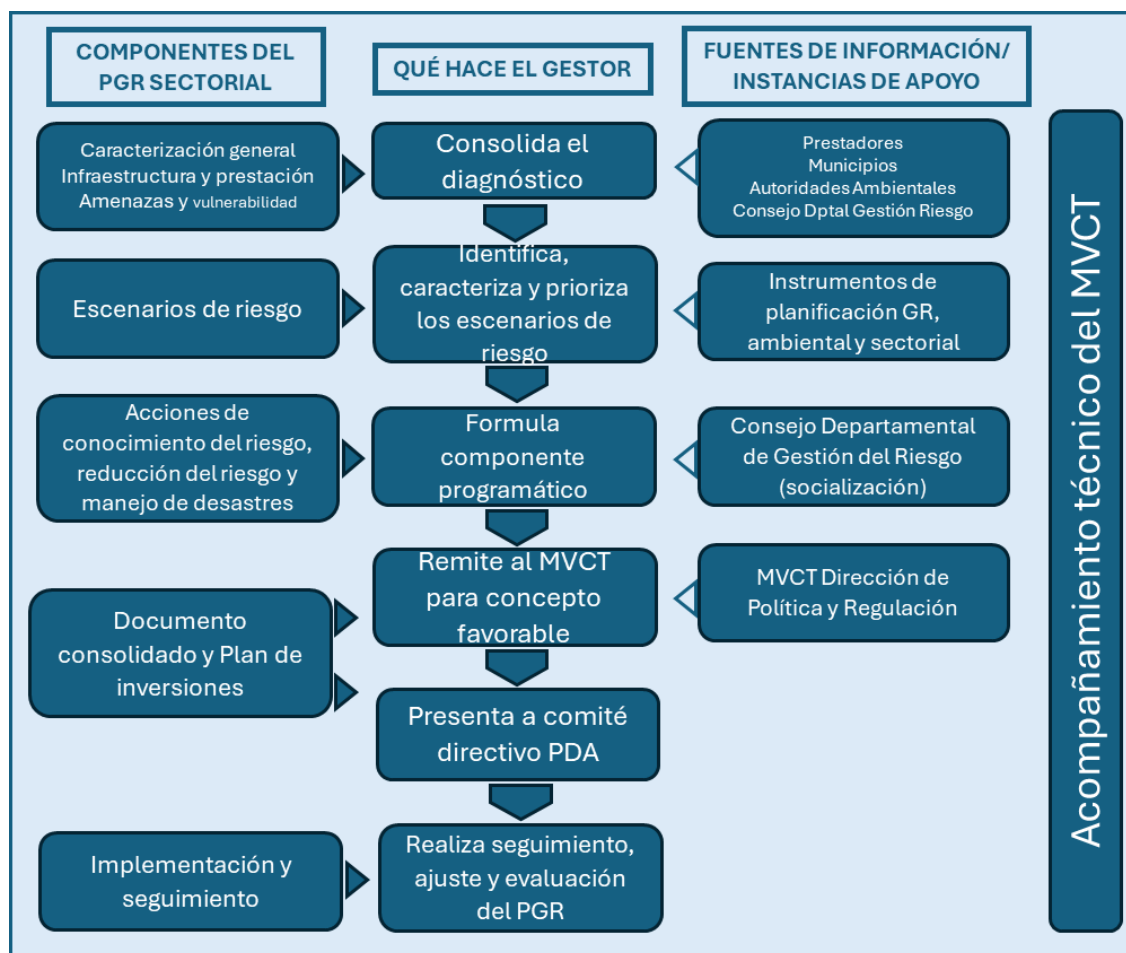 COMPONENTES DEL
PGR SECTORIAL
QUÉ HACE EL GESTOR
FUENTES DE INFORMACIÓN/
INSTANCIAS DE APOYO
Caracterización general
Infraestructura y prestación
Amenazas y vulnerabilidad
Consolida el
diagnóstico
Prestadores
Municipios
Autoridades Ambientales
Consejo Dptal Gestión Riesgo
Escenarios de riesgo
Identifica,
caracteriza y prioriza
los escenarios de
riesgo
Instrumentos de
planificación GR,
ambiental y sectorial
Acciones de
conocimiento del riesgo,
reducción del riesgo y
manejo de desastres
Formula
componente
programático
Consejo Departamental
de Gestión del Riesgo
(socialización)
Documento
consolidado y Plan de
inversiones
Remite al MVCT
para concepto
favorable
MVCT Dirección de
Política y Regulación
Presenta a comité
directivo PDA
Implementación y
seguimiento
Realiza seguimiento,
ajuste y evaluación
del PGR
Acompañamiento técnico del MVCT